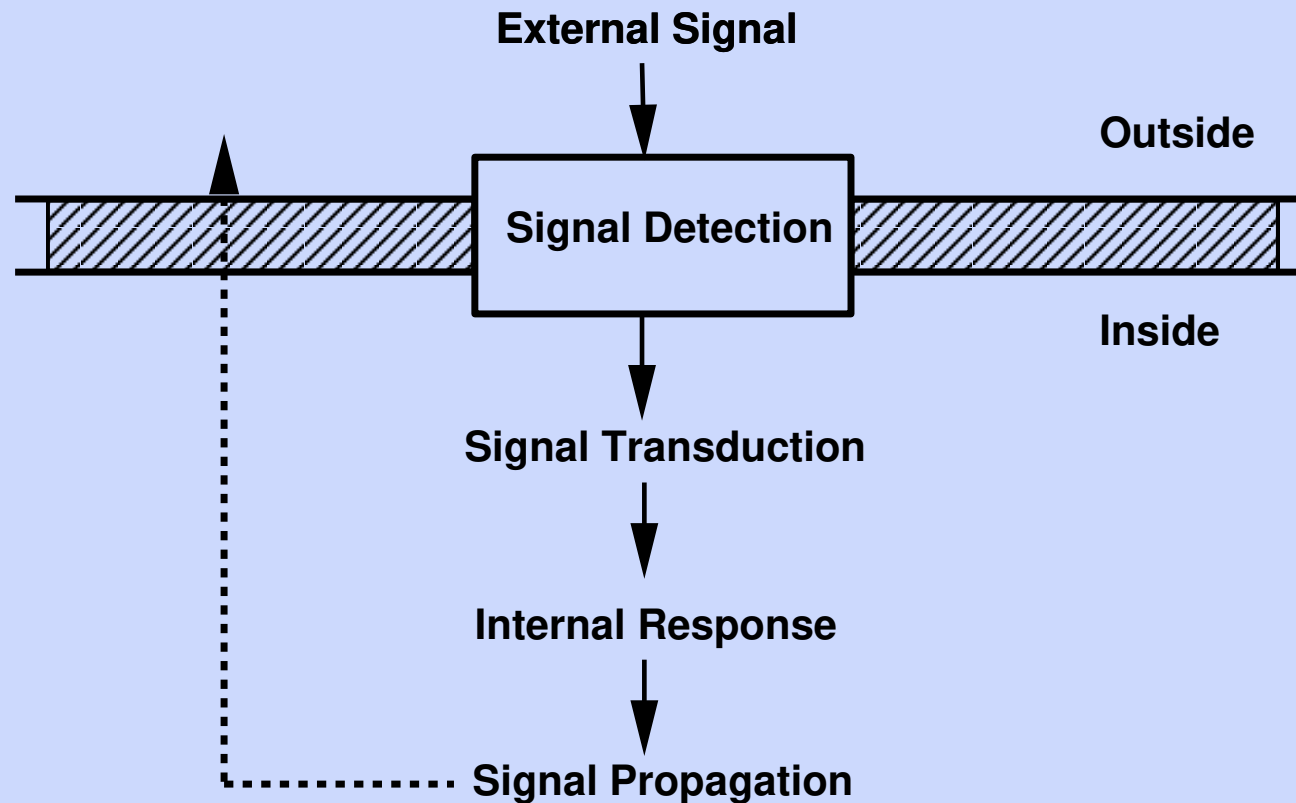 External Signal
Outside
Signal Detection
Inside
Signal Transduction
Internal Response
Signal Propagation